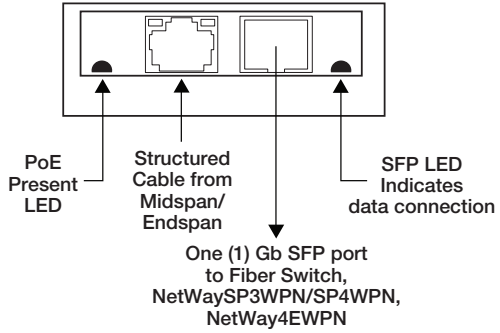 PoE
Present
LED
Structured
Cable from
Midspan/
Endspan
SFP LED
Indicates
data connection
One (1) Gb SFP port
to Fiber Switch,
NetWaySP3WPN/SP4WPN,
NetWay4EWPN